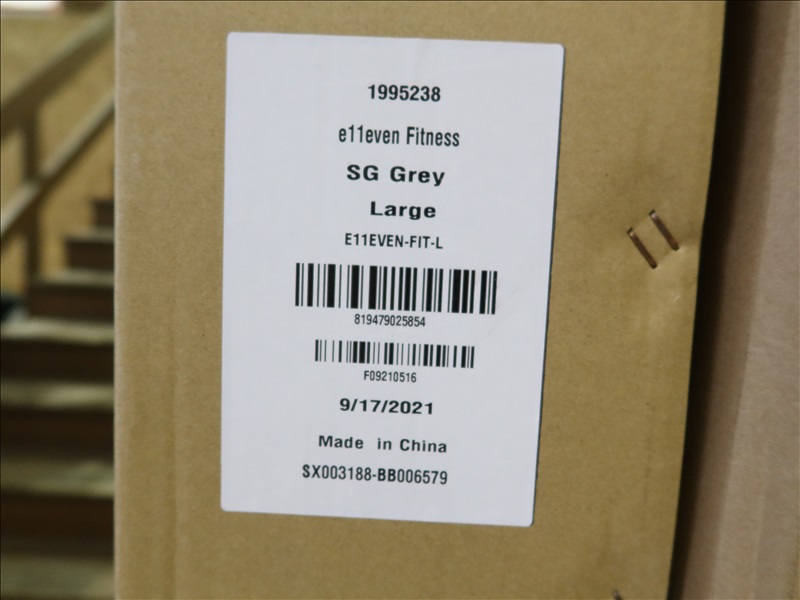 1995238
e11even Fitness
SG Grey
Large
E11EVEN-FIT-L
819479025854
F09210516
9/17/2021
Made in China
SX003188-BB006579